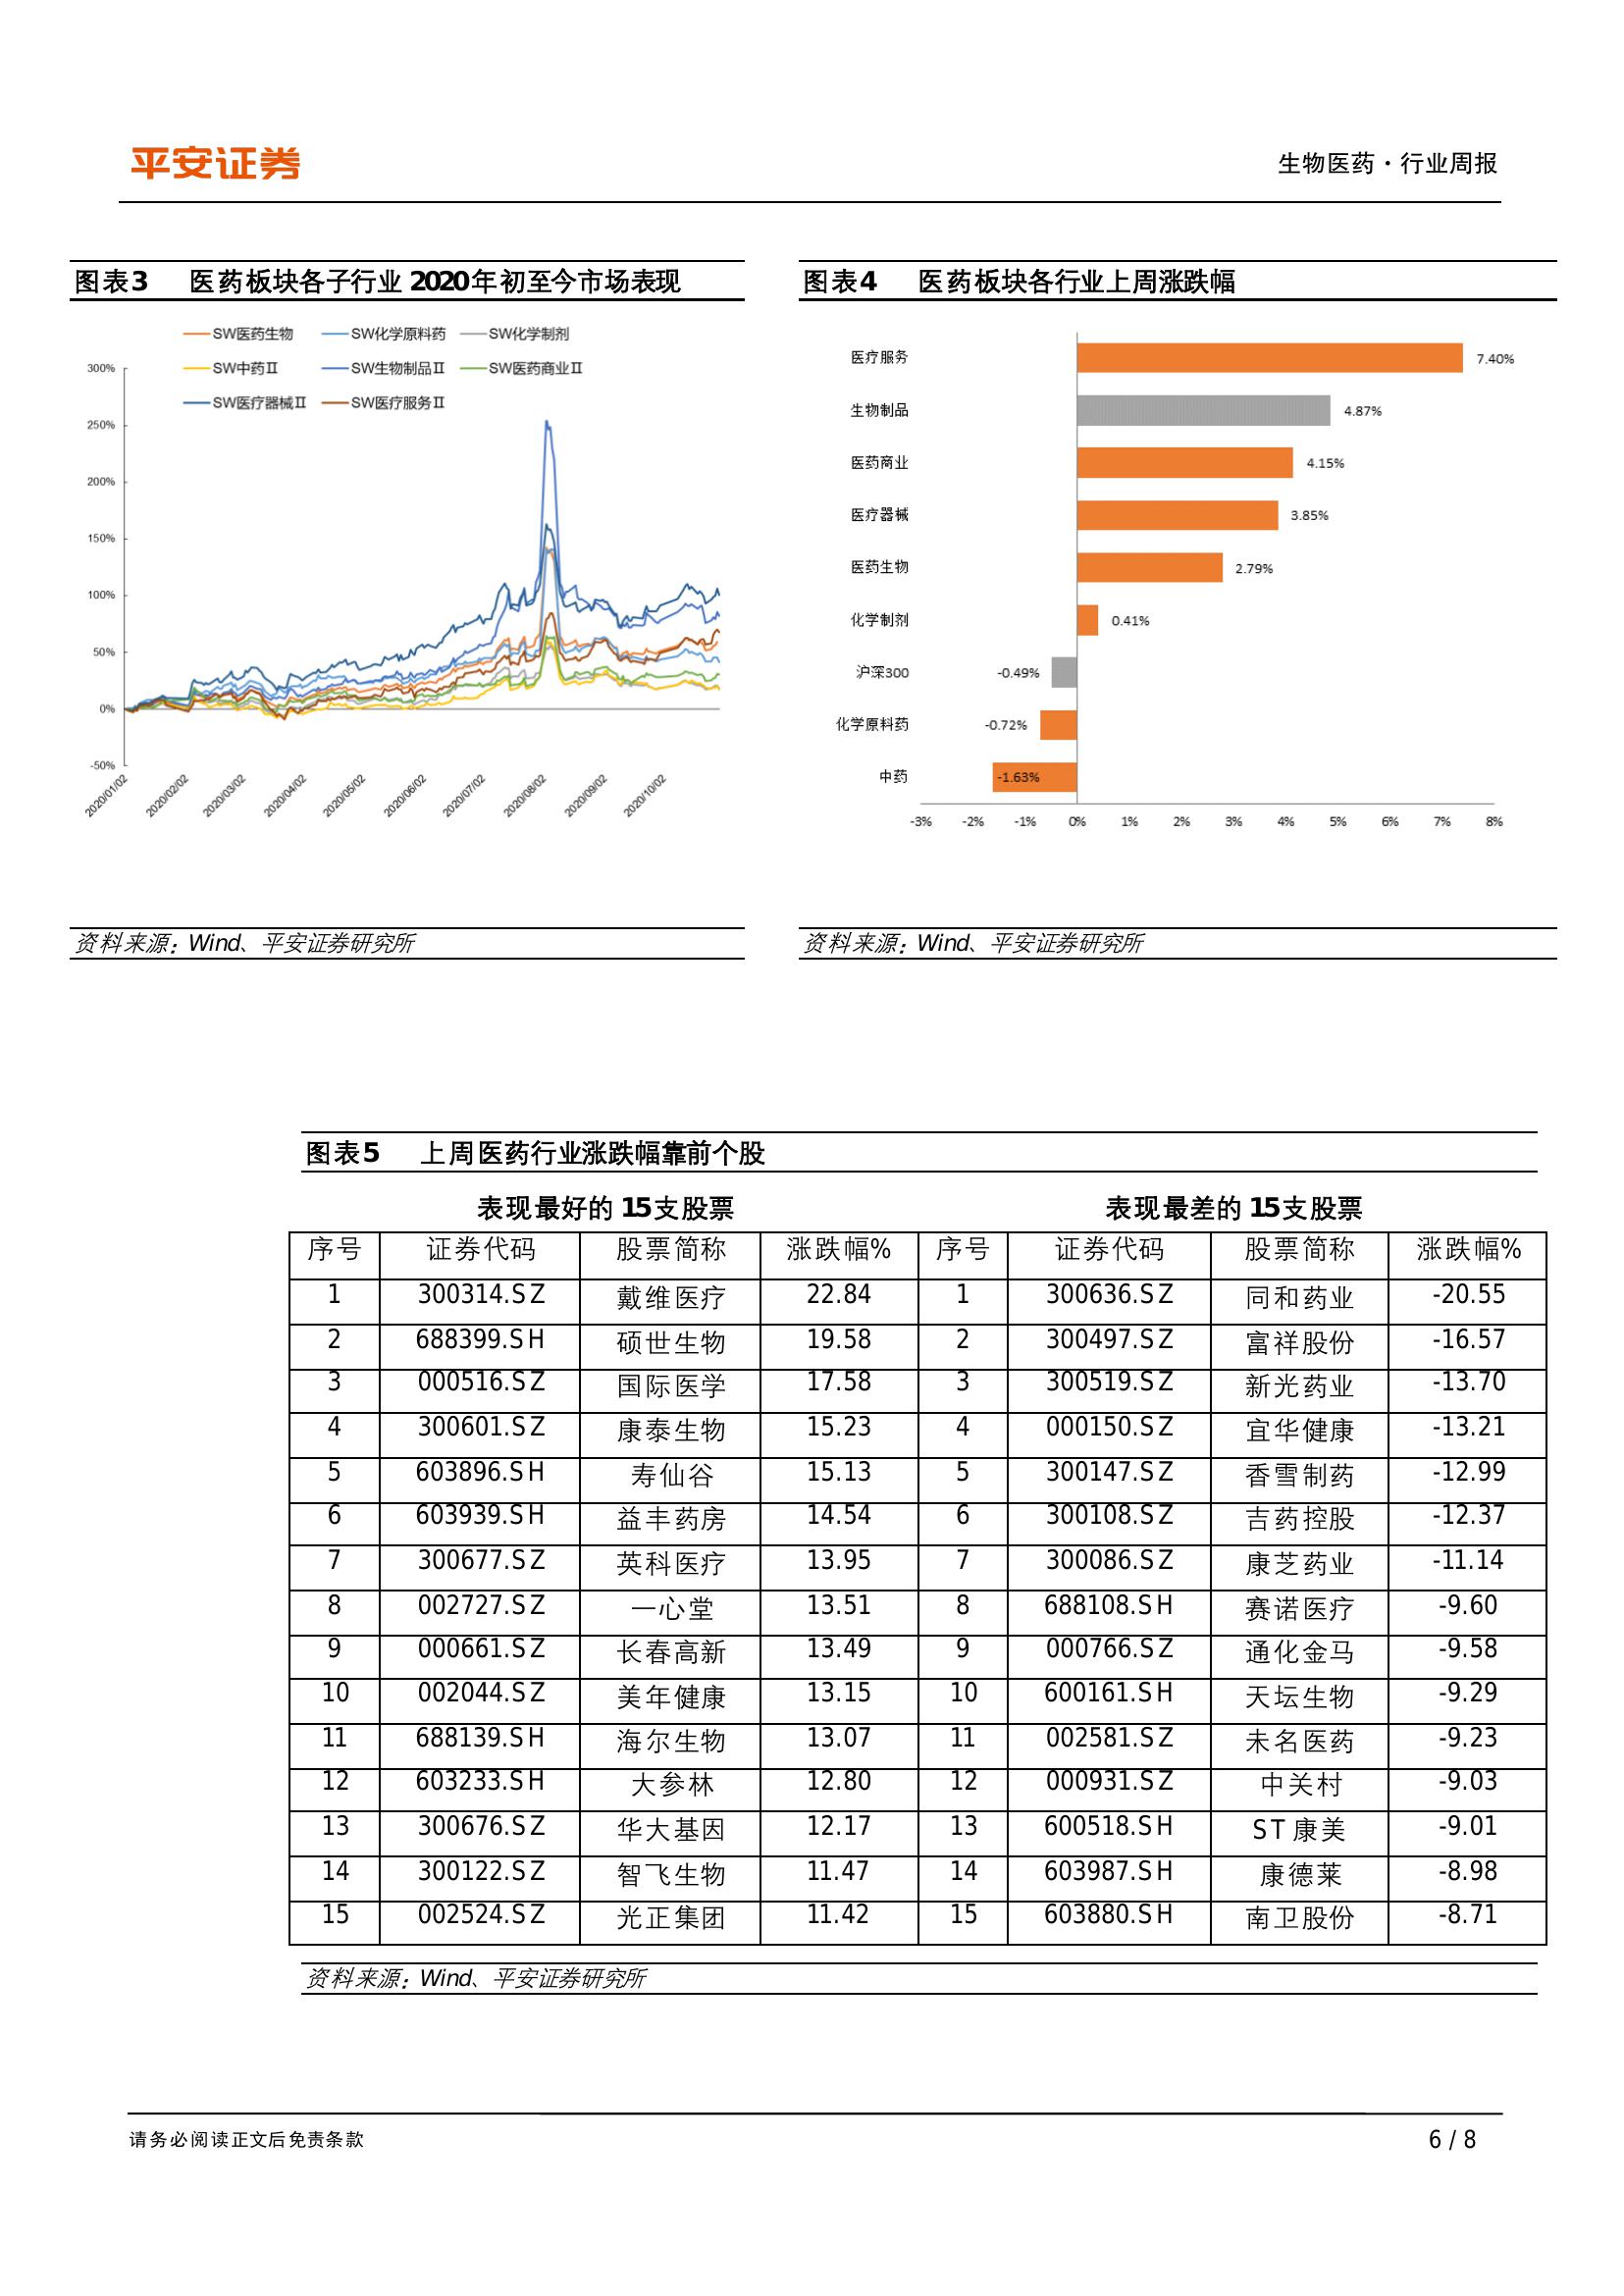 平安证券
生物医药·行业周报
图表3 医药板块各子行业 2020年初至今市场表现
SW医药生物 SW化学原料药 SW化学制剂
SW中药Ⅱ SW生物制品Ⅱ SW医药商业Ⅱ
SW医疗器械Ⅱ SW医疗服务Ⅱ
300%
250%
200%
150%
100%
50%
0%
-50%
2020/01/02 2020/02/02 2020/03/02 2020/04/02 2020/05/02 2020/06/02 2020/07/02 2020/08/02 2020/09/02 2020/10/02
资料来源：Wind、平安证券研究所
图表4 医药板块各行业上周涨跌幅
医疗服务 7.40%
生物制品 4.87%
医药商业 4.15%
医疗器械 3.85%
医药生物 2.79%
化学制剂 0.41%
沪深300 -0.49%
化学原料药 -0.72%
中药 -1.63%
-3% -2% -1% 0% 1% 2% 3% 4% 5% 6% 7% 8%
资料来源：Wind、平安证券研究所
图表5 上周医药行业涨跌幅靠前个股
表现最好的 15支股票 表现最差的 15支股票
序号 证券代码 股票简称 涨跌幅% 序号 证券代码 股票简称 涨跌幅%
1 300314.SZ 戴维医疗 22.84 1 300636.SZ 同和药业 -20.55
2 688399.SH 硕世生物 19.58 2 300497.SZ 富祥股份 -16.57
3 000516.SZ 国际医学 17.58 3 300519.SZ 新光药业 -13.70
4 300601.SZ 康泰生物 15.23 4 000150.SZ 宜华健康 -13.21
5 603896.SH 寿仙谷 15.13 5 300147.SZ 香雪制药 -12.99
6 603939.SH 益丰药房 14.54 6 300108.SZ 吉药控股 -12.37
7 300677.SZ 英科医疗 13.95 7 300086.SZ 康芝药业 -11.14
8 002727.SZ 一心堂 13.51 8 688108.SH 赛诺医疗 -9.60
9 000661.SZ 长春高新 13.49 9 000766.SZ 通化金马 -9.58
10 002044.SZ 美年健康 13.15 10 600161.SH 天坛生物 -9.29
11 688139.SH 海尔生物 13.07 11 002581.SZ 未名医药 -9.23
12 603233.SH 大参林 12.80 12 000931.SZ 中关村 -9.03
13 300676.SZ 华大基因 12.17 13 600518.SH ST康美 -9.01
14 300122.SZ 智飞生物 11.47 14 603987.SH 康德莱 -8.98
15 002524.SZ 光正集团 11.42 15 603880.SH 南卫股份 -8.71
资料来源：Wind、平安证券研究所
请务必阅读正文后免责条款
6 / 8